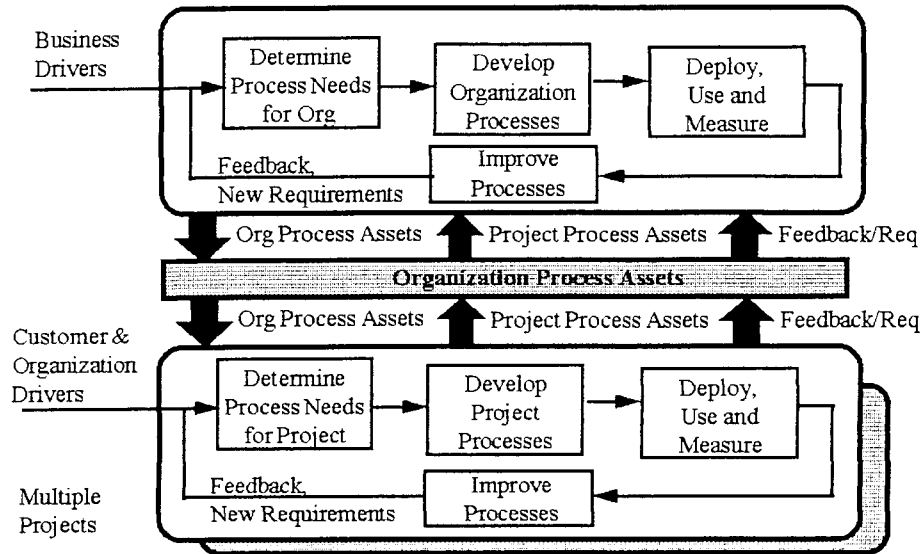 Business
Drivers
Determine
Process Needs
for Org
Develop
Organization
Processes
Deploy,
Use and
Measure
Feedback,
New Requirements
Improve
Processes
Org Process Assets
Project Process Assets
Feedback/Req
Organization Process Assets
Org Process Assets
Project Process Assets
Feedback/Req
Customer &
Organization
Drivers
Determine
Process Needs
for Project
Develop
Project
Processes
Deploy,
Use and
Measure
Feedback,
New Requirements
Improve
Processes
Multiple
Projects